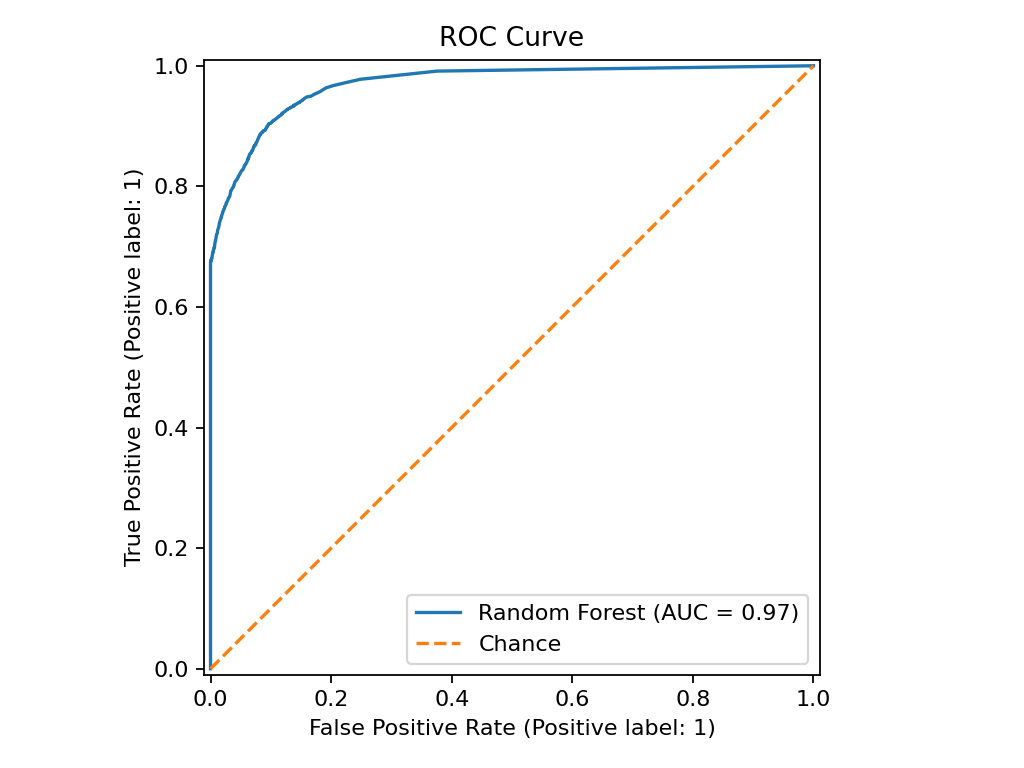 ROC Curve
True Positive Rate (Positive label: 1)
1.0
0.8
0.6
0.4
0.2
0.0
Random Forest (AUC = 0.97)
Chance
0.0 0.2 0.4 0.6 0.8 1.0
False Positive Rate (Positive label: 1)